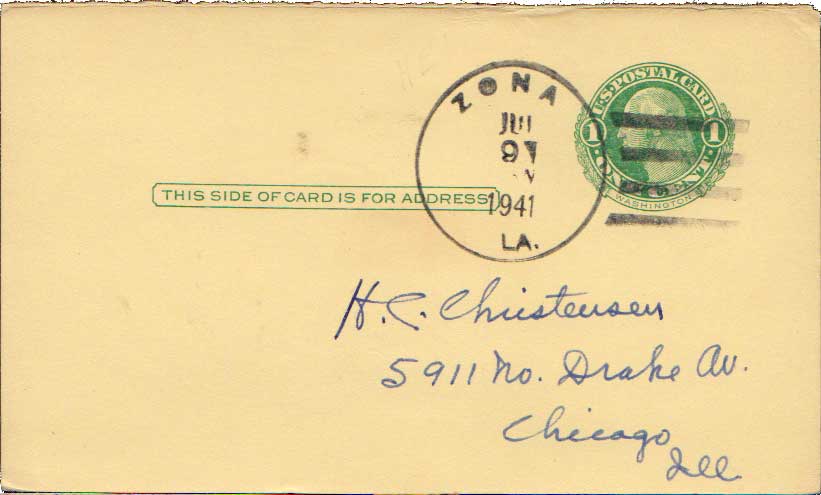 ZONA
JUL
9
1941
LA.
U.S. POSTAL CARD
1 1
WASHINGTON
THIS SIDE OF CARD IS FOR ADDRESS
H. C. Christensen
5911 No. Drake Av.
Chicago
Ill